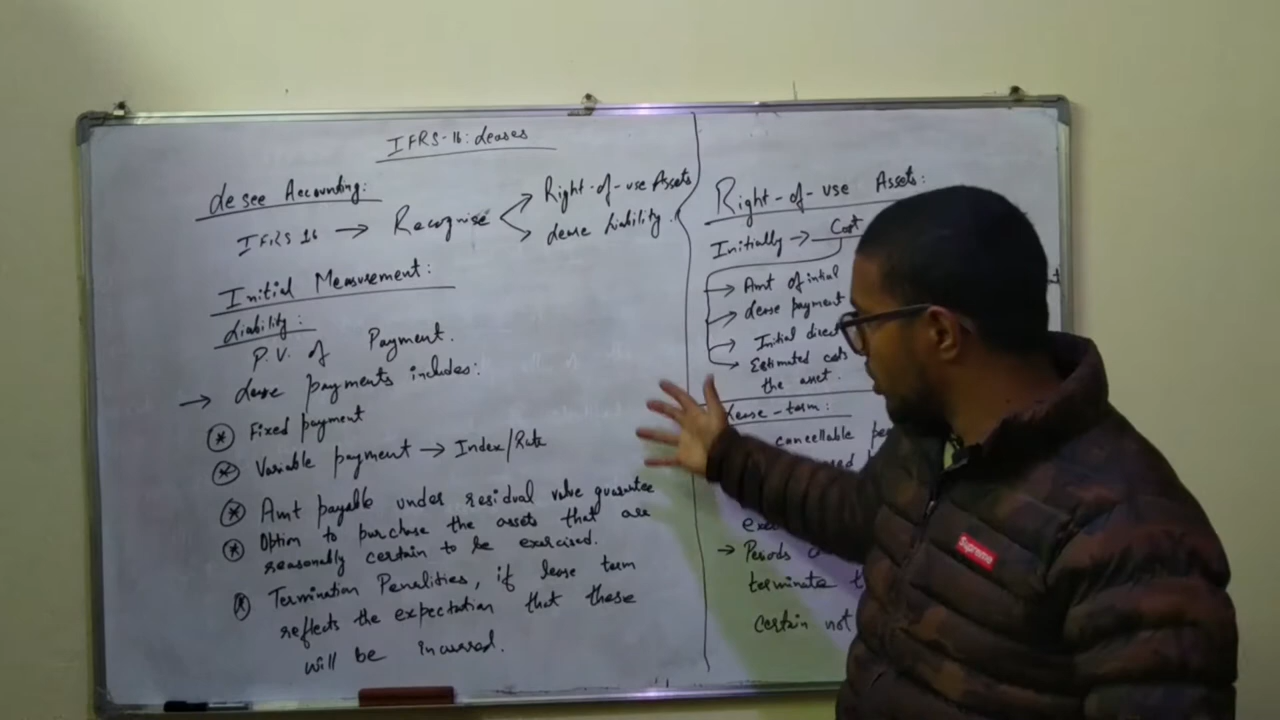 IFRS-16: Leases
Lesee Accounting:
IFRS 16 → Recognise
Right-of-use Assets
Lease Liability.
Initial Measurement:
Liability:
P.V. of Payment.
→ Lease payments includes:
Fixed payment
Variable payment → Index/Rate
Amt payable under residual value guarantee
Option to purchase the assets that are
reasonably certain to be exercised.
Termination Penalities, if lease term
reflects the expectation that these
will be incurred.
Right-of-use Assets:
Initially → Cost
Amt of initial
Lease payment
Initial direct
Estimated costs
the asset.
Lease-term:
cancellable
→ Periods
terminate
Certain not
Supreme